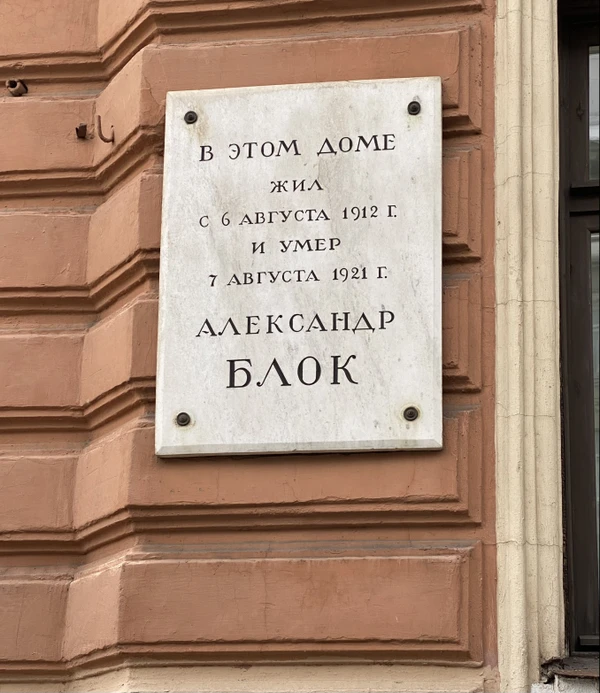 В ЭТОМ ДОМЕ
ЖИЛ
С 6 АВГУСТА 1912 Г.
И УМЕР
7 АВГУСТА 1921 Г.
АЛЕКСАНДР
БЛОК